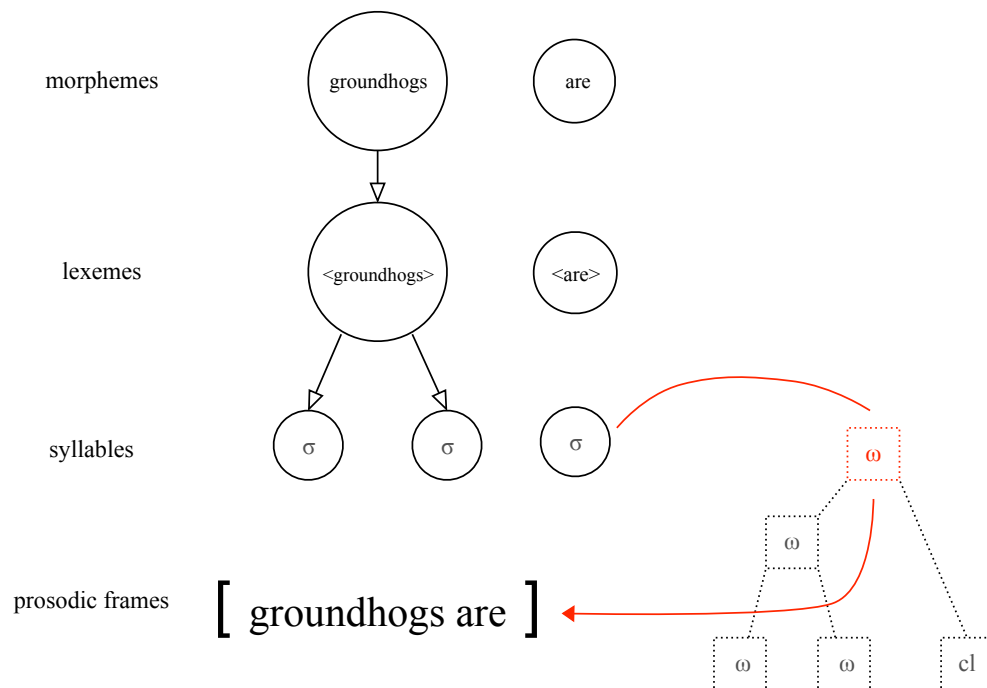 morphemes groundhogs are
lexemes <groundhogs> <are>
syllables σ σ σ
ω
ω
prosodic frames [ groundhogs are ]
ω ω cl